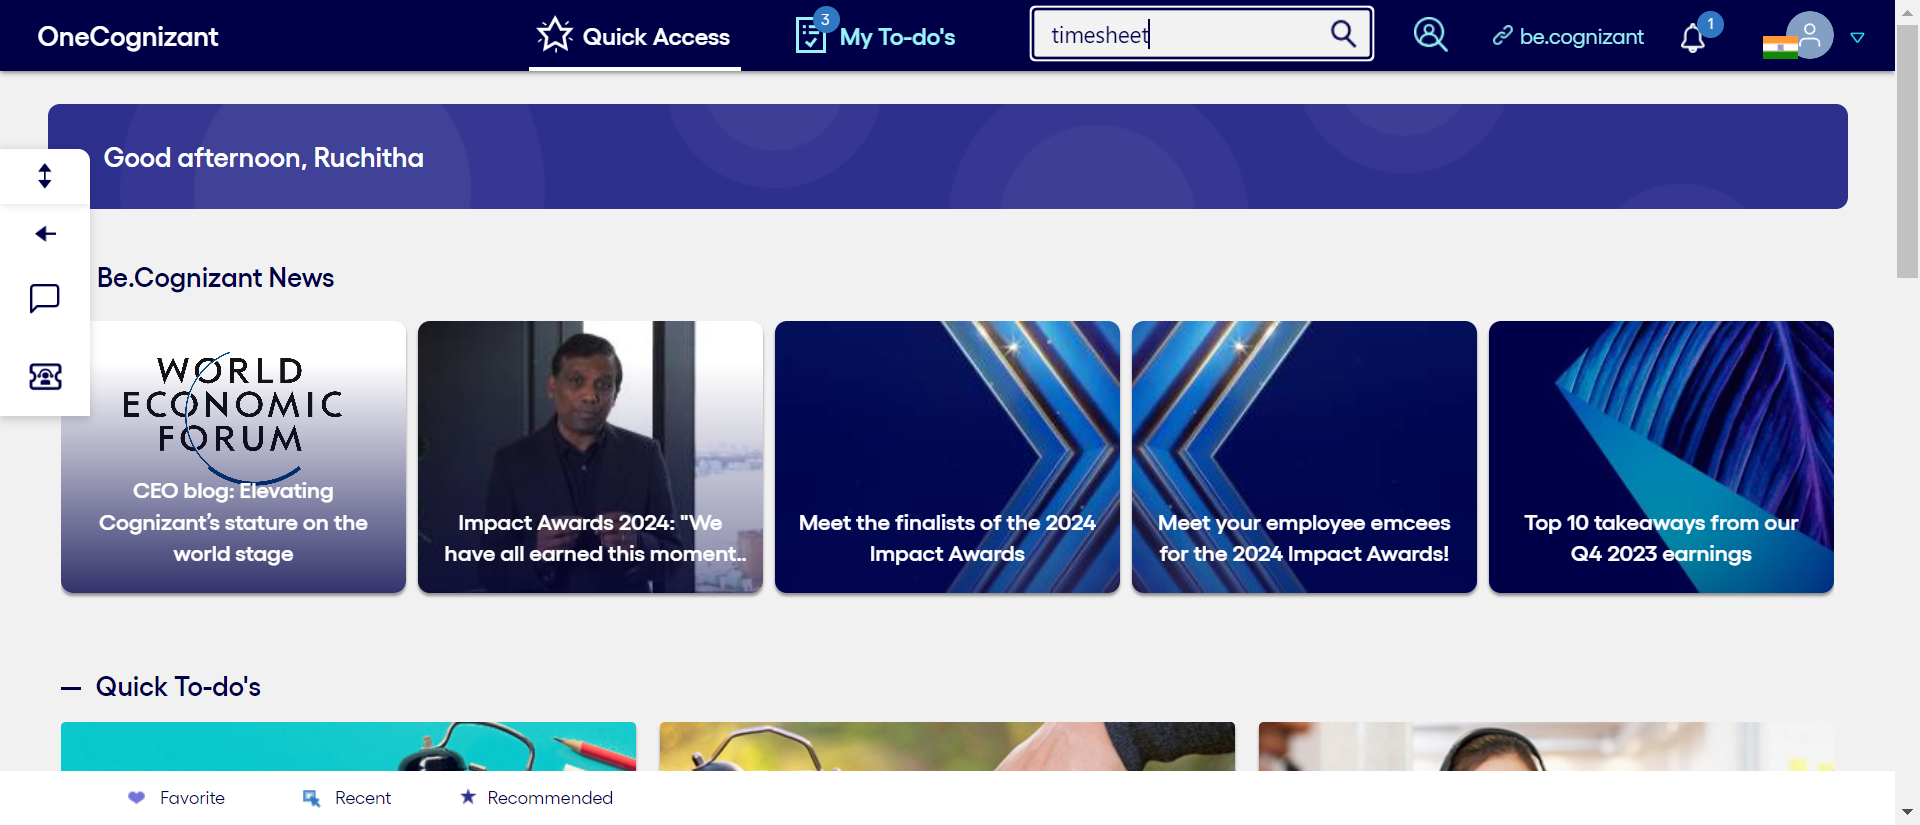 OneCognizant
Quick Access
3
My To-do's
timesheet
be.cognizant
1
Good afternoon, Ruchitha
Be.Cognizant News
WORLD
ECONOMIC
FORUM
CEO blog: Elevating
Cognizant’s stature on the
world stage
Impact Awards 2024: "We
have all earned this moment..
Meet the finalists of the 2024
Impact Awards
Meet your employee emcees
for the 2024 Impact Awards!
Top 10 takeaways from our
Q4 2023 earnings
Quick To-do's
Favorite
Recent
Recommended